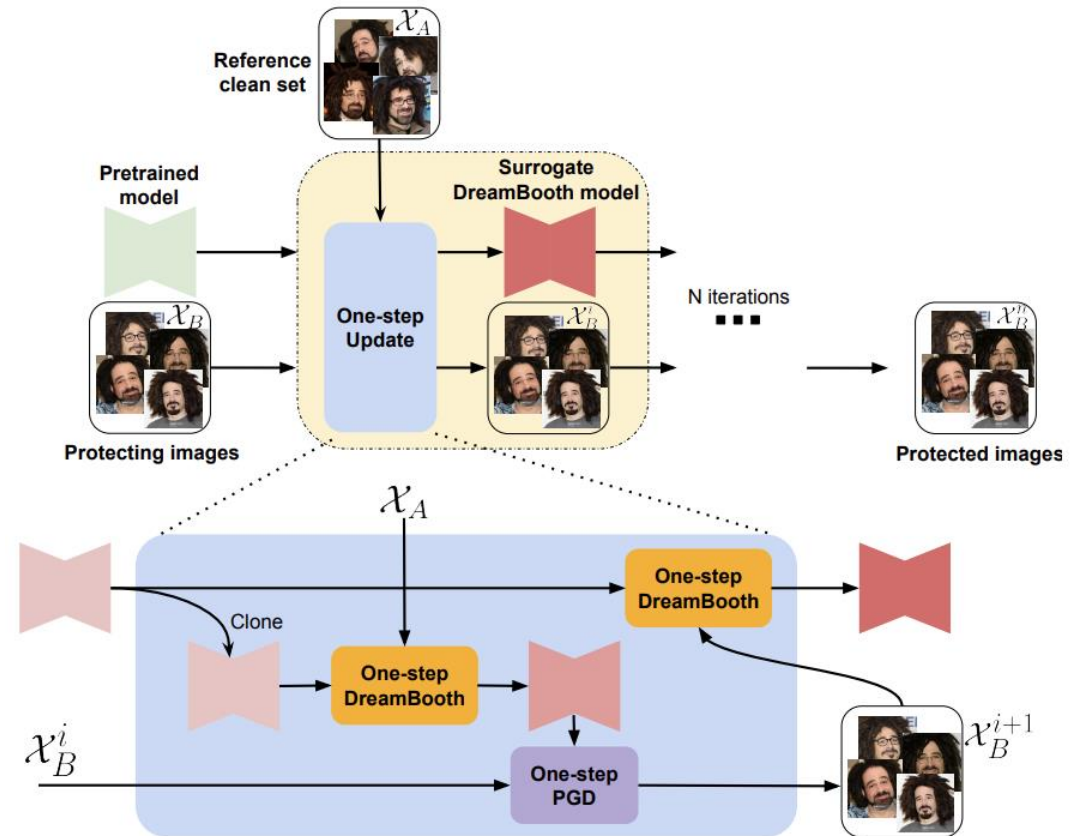 Reference
clean set
𝒳_A
Pretrained
model
Surrogate
DreamBooth model
One-step
Update
𝒳_B
𝒳_B^i
N iterations
𝒳_B^n
Protecting images
Protected images
𝒳_A
Clone
One-step
DreamBooth
One-step
DreamBooth
𝒳_B^i
One-step
PGD
𝒳_B^{i+1}